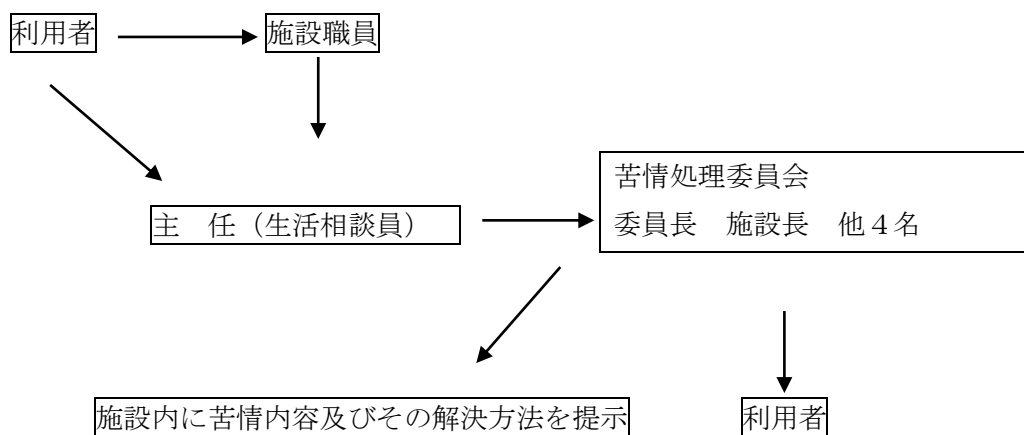 利用者
施設職員
主　任（生活相談員）
苦情処理委員会
委員長　施設長　他４名
施設内に苦情内容及びその解決方法を提示
利用者